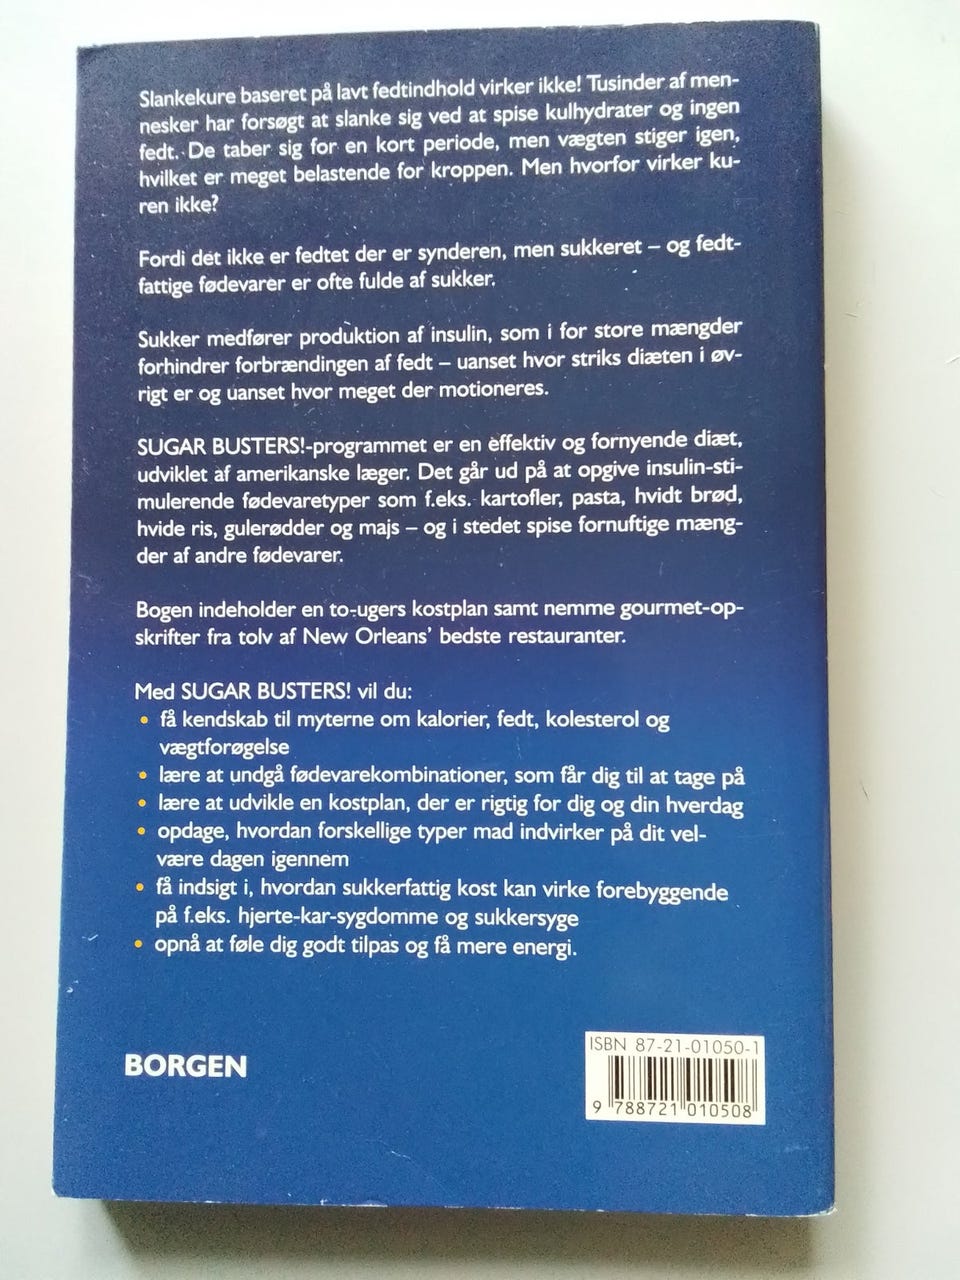 Slankekure baseret på lavt fedtindhold virker ikke! Tusinder af men-
nesker har forsøgt at slanke sig ved at spise kulhydrater og ingen
fedt. De taber sig for en kort periode, men vægten stiger igen,
hvilket er meget belastende for kroppen. Men hvorfor virker ku-
ren ikke?
Fordi det ikke er fedtet der er synderen, men sukkeret – og fedt-
fattige fødevarer er ofte fulde af sukker.
Sukker medfører produktion af insulin, som i for store mængder
forhindrer forbrændingen af fedt – uanset hvor striks diæten i øv-
rigt er og uanset hvor meget der motioneres.
SUGAR BUSTERS!-programmet er en effektiv og fornyende diæt,
udviklet af amerikanske læger. Det går ud på at opgive insulin-sti-
mulerende fødevaretyper som f.eks. kartofler, pasta, hvidt brød,
hvide ris, gulerødder og majs – og i stedet spise fornuftige mæng-
der af andre fødevarer.
Bogen indeholder en to-ugers kostplan samt nemme gourmet-op-
skrifter fra tolv af New Orleans' bedste restauranter.
Med SUGAR BUSTERS! vil du:
• få kendskab til myterne om kalorier, fedt, kolesterol og
vægtforøgelse
• lære at undgå fødevarekombinationer, som får dig til at tage på
• lære at udvikle en kostplan, der er rigtig for dig og din hverdag
• opdage, hvordan forskellige typer mad indvirker på dit vel-
være dagen igennem
• få indsigt i, hvordan sukkerfattig kost kan virke forebyggende
på f.eks. hjerte-kar-sygdomme og sukkersyge
• opnå at føle dig godt tilpas og få mere energi.
BORGEN
ISBN 87-21-01050-1
9 788721 010508